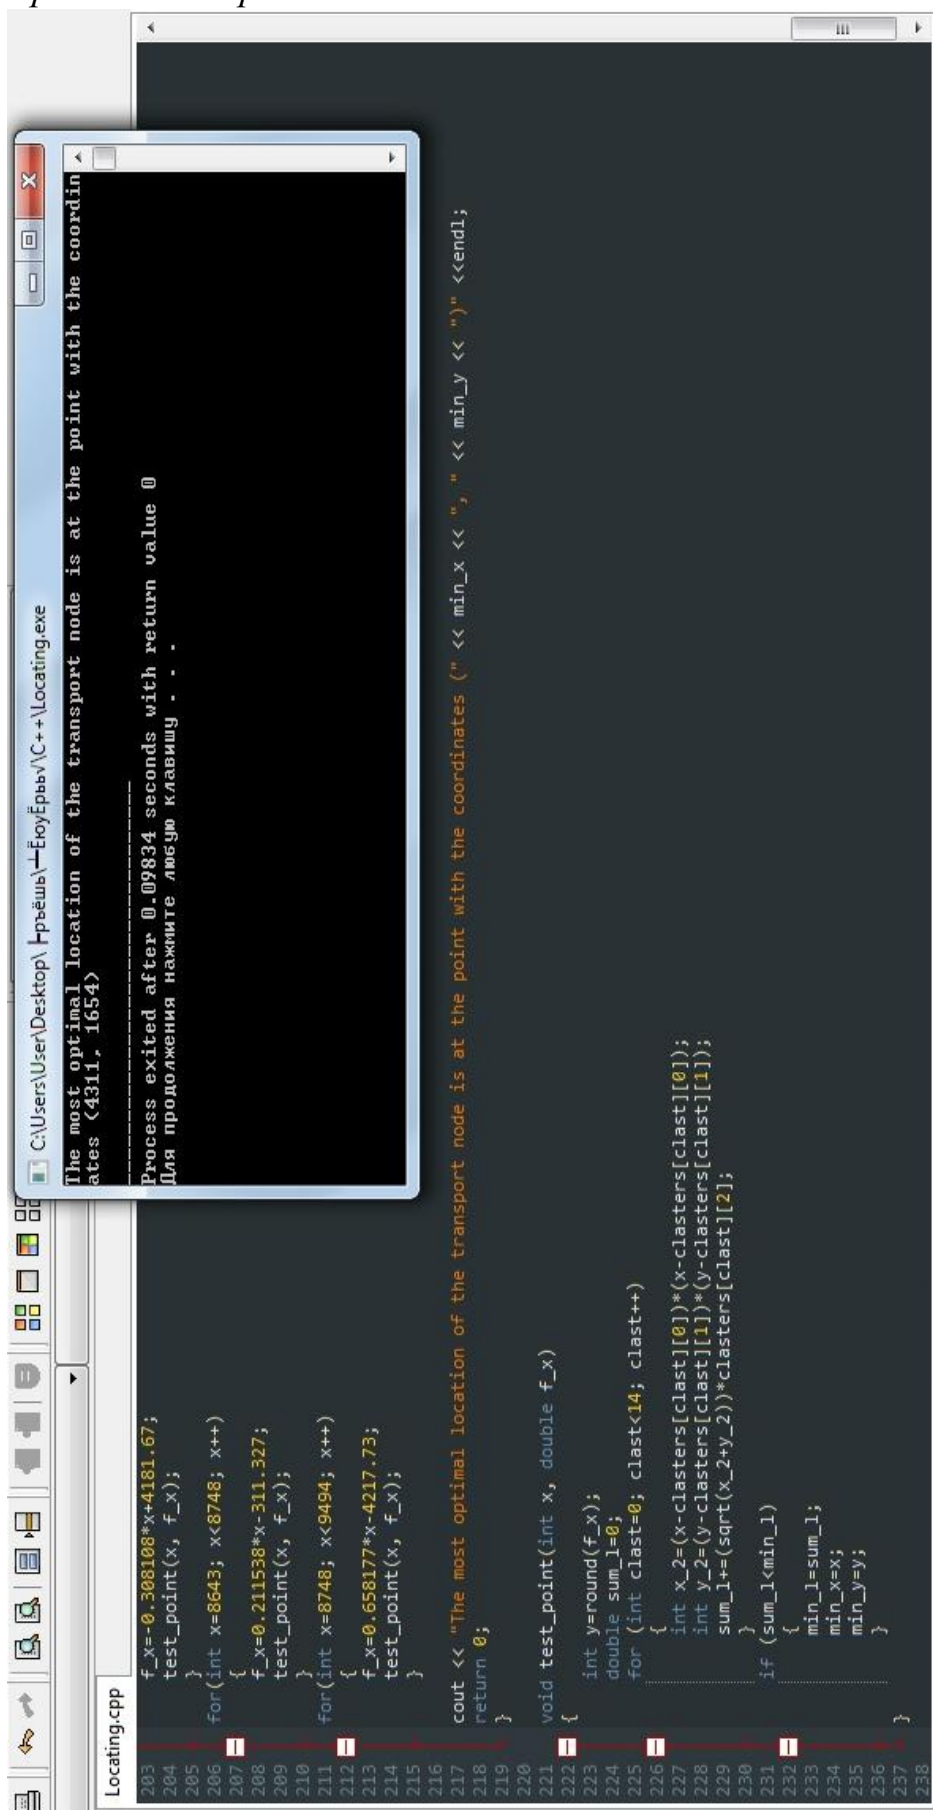 C:\Users\User\Desktop\
\C++\Locating.exe
The most optimal location of the transport node is at the point with the coordin
ates (4311, 1654)
Process exited after 0.09834 seconds with return value 0
Для продолжения нажмите любую клавишу . . .
Locating.cpp
203 f_x=-0.308108*x+4181.67;
204 test_point(x, f_x);
205 }
206 for(int x=8643; x<8748; x++)
207 {
208 f_x=0.211538*x-311.327;
209 test_point(x, f_x);
210 }
211 for(int x=8748; x<9494; x++)
212 {
213 f_x=0.658177*x-4217.73;
214 test_point(x, f_x);
215 }
216
217 cout << "The most optimal location of the transport node is at the point with the coordinates (" << min_x << ", " << min_y << ")" <<endl;
218 return 0;
219 }
220
221 void test_point(int x, double f_x)
222 {
223 int y=round(f_x);
224 double sum_l=0;
225 for (int clast=0; clast<14; clast++)
226 {
227 int x_2=(x-clasters[clast][0])*(x-clasters[clast][0]);
228 int y_2=(y-clasters[clast][1])*(y-clasters[clast][1]);
229 sum_l+=(sqrt(x_2+y_2))*clasters[clast][2];
230 }
231 if (sum_l<min_l)
232 {
233 min_l=sum_l;
234 min_x=x;
235 min_y=y;
236 }
237 }
238